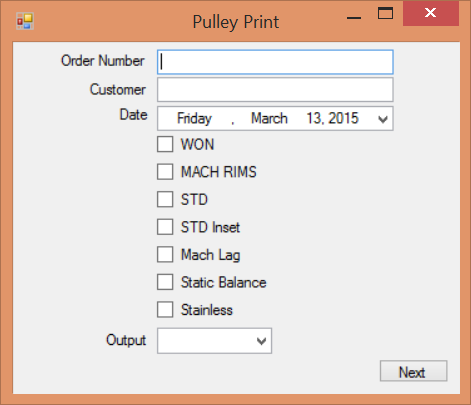 Pulley Print
Order Number
Customer
Date Friday , March 13, 2015
WON
MACH RIMS
STD
STD Inset
Mach Lag
Static Balance
Stainless
Output
Next